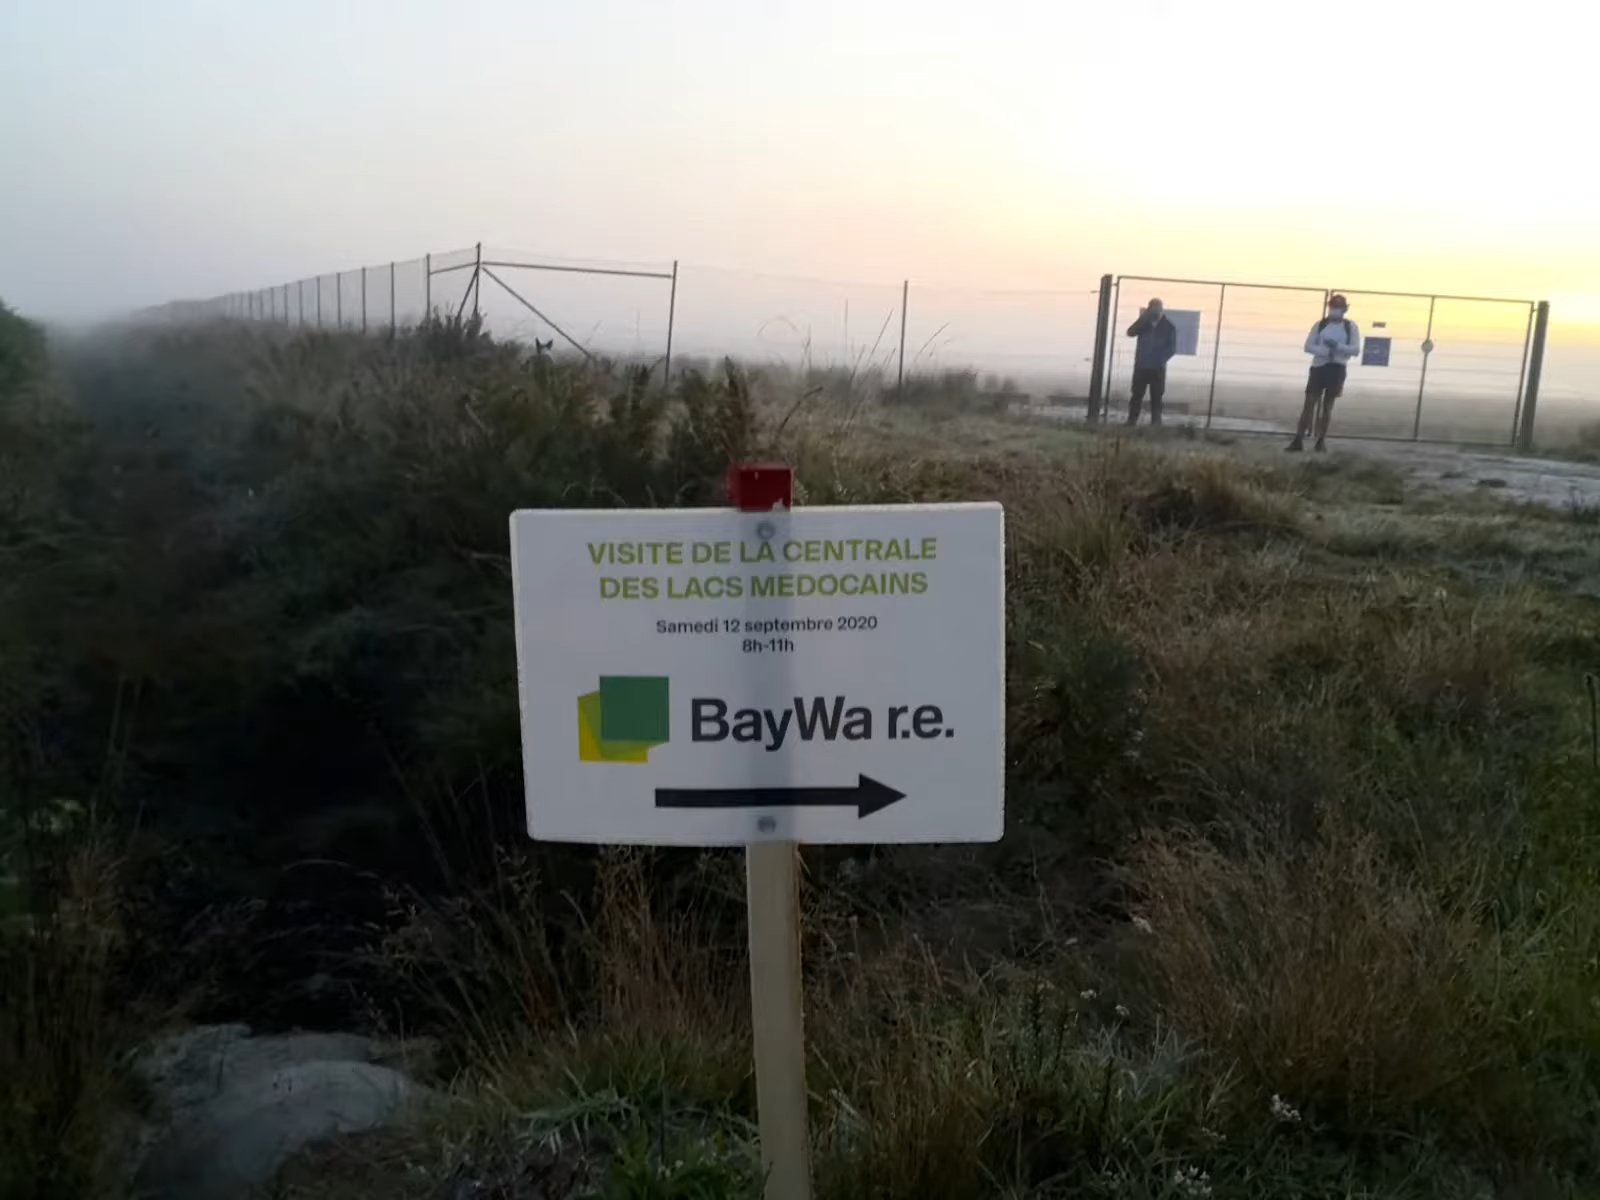 VISITE DE LA CENTRALE
DES LACS MEDOCAINS
Samedi 12 septembre 2020
8h-11h
BayWa r.e.